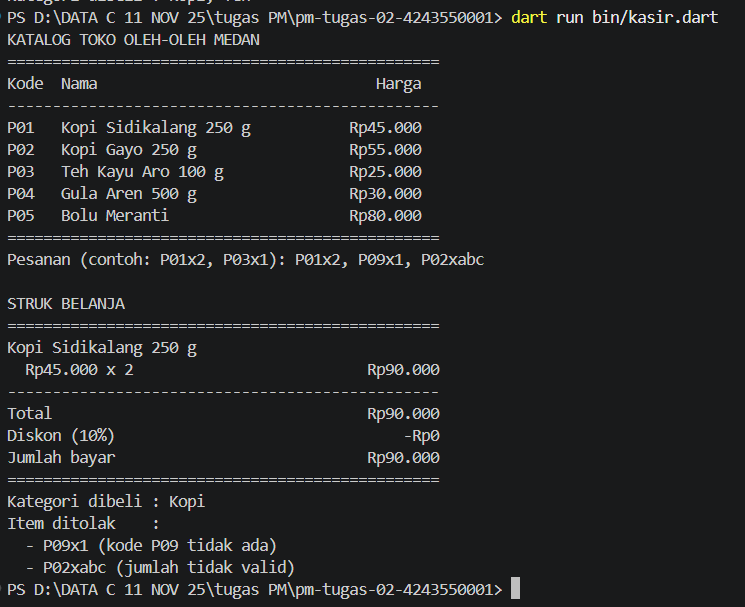 PS D:\DATA C 11 NOV 25\tugas PM\pm-tugas-02-4243550001> dart run bin/kasir.dart
KATALOG TOKO OLEH-OLEH MEDAN
================================================
Kode  Nama                               Harga
------------------------------------------------
P01   Kopi Sidikalang 250 g           Rp45.000
P02   Kopi Gayo 250 g                 Rp55.000
P03   Teh Kayu Aro 100 g              Rp25.000
P04   Gula Aren 500 g                 Rp30.000
P05   Bolu Meranti                    Rp80.000
================================================
Pesanan (contoh: P01x2, P03x1): P01x2, P09x1, P02xabc

STRUK BELANJA
================================================
Kopi Sidikalang 250 g
  Rp45.000 x 2                          Rp90.000
------------------------------------------------
Total                                   Rp90.000
Diskon (10%)                                -Rp0
Jumlah bayar                            Rp90.000
================================================
Kategori dibeli : Kopi
Item ditolak    :
  - P09x1 (kode P09 tidak ada)
  - P02xabc (jumlah tidak valid)
PS D:\DATA C 11 NOV 25\tugas PM\pm-tugas-02-4243550001>